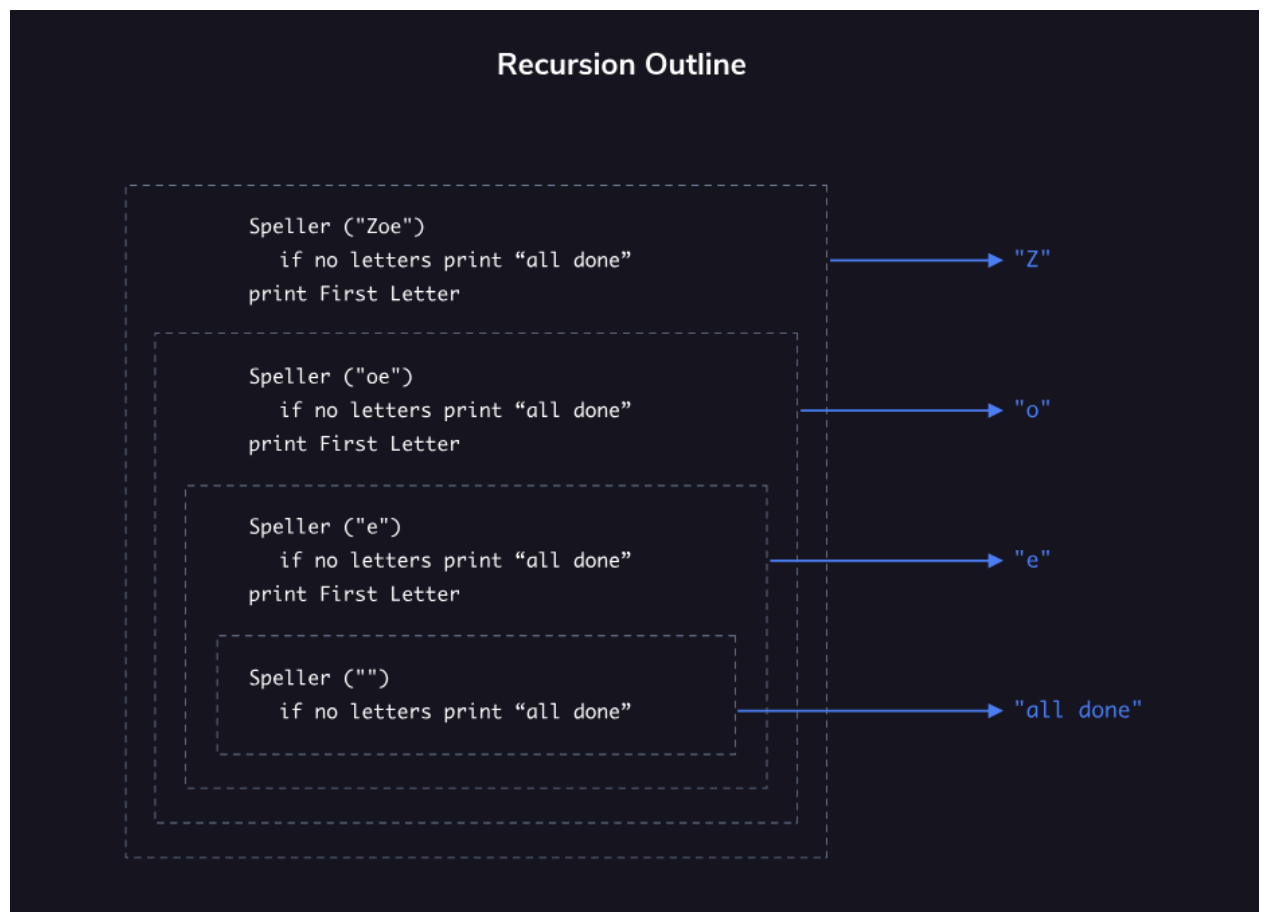 Recursion Outline
Speller ("Zoe")
if no letters print “all done”
"Z"
print First Letter
Speller ("oe")
if no letters print “all done”
"o"
print First Letter
Speller ("e")
if no letters print “all done”
"e"
print First Letter
Speller ("")
if no letters print “all done”
"all done"